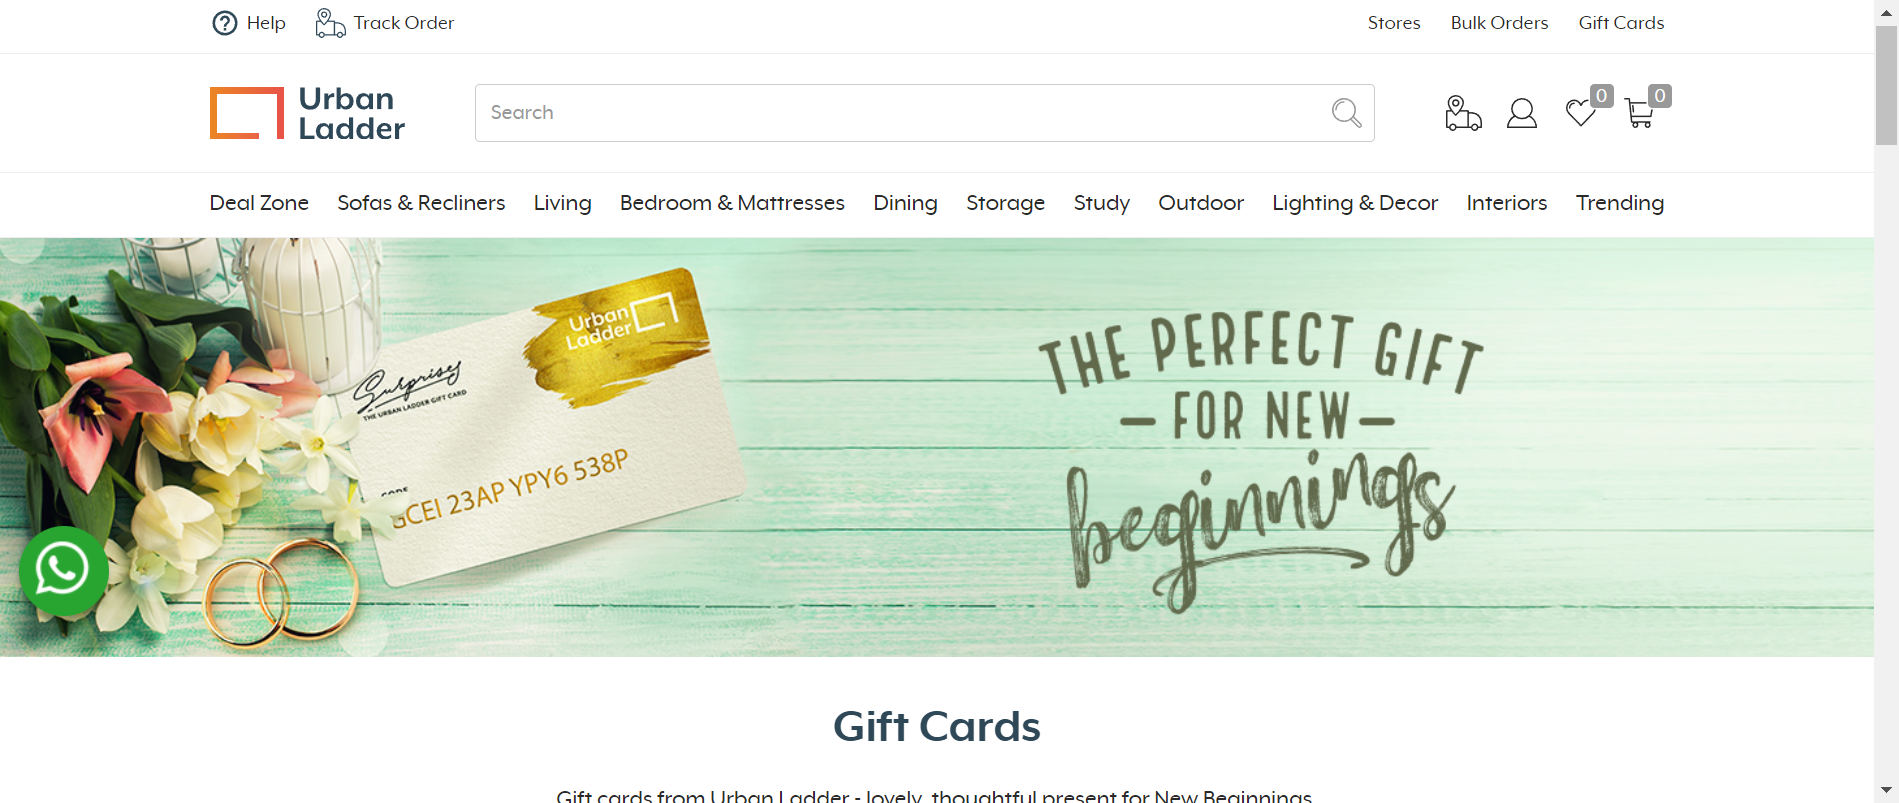 Help
Track Order
Stores
Bulk Orders
Gift Cards
Urban
Ladder
Search
0
0
Deal Zone
Sofas & Recliners
Living
Bedroom & Mattresses
Dining
Storage
Study
Outdoor
Lighting & Decor
Interiors
Trending
Urban
Ladder
Surprises
THE URBAN LADDER GIFT CARD
CODE
GCEI 23AP YPY6 538P
THE PERFECT GIFT
— FOR NEW —
beginnings
Gift Cards
Gift cards from Urban Ladder - lovely, thoughtful present for New Beginnings